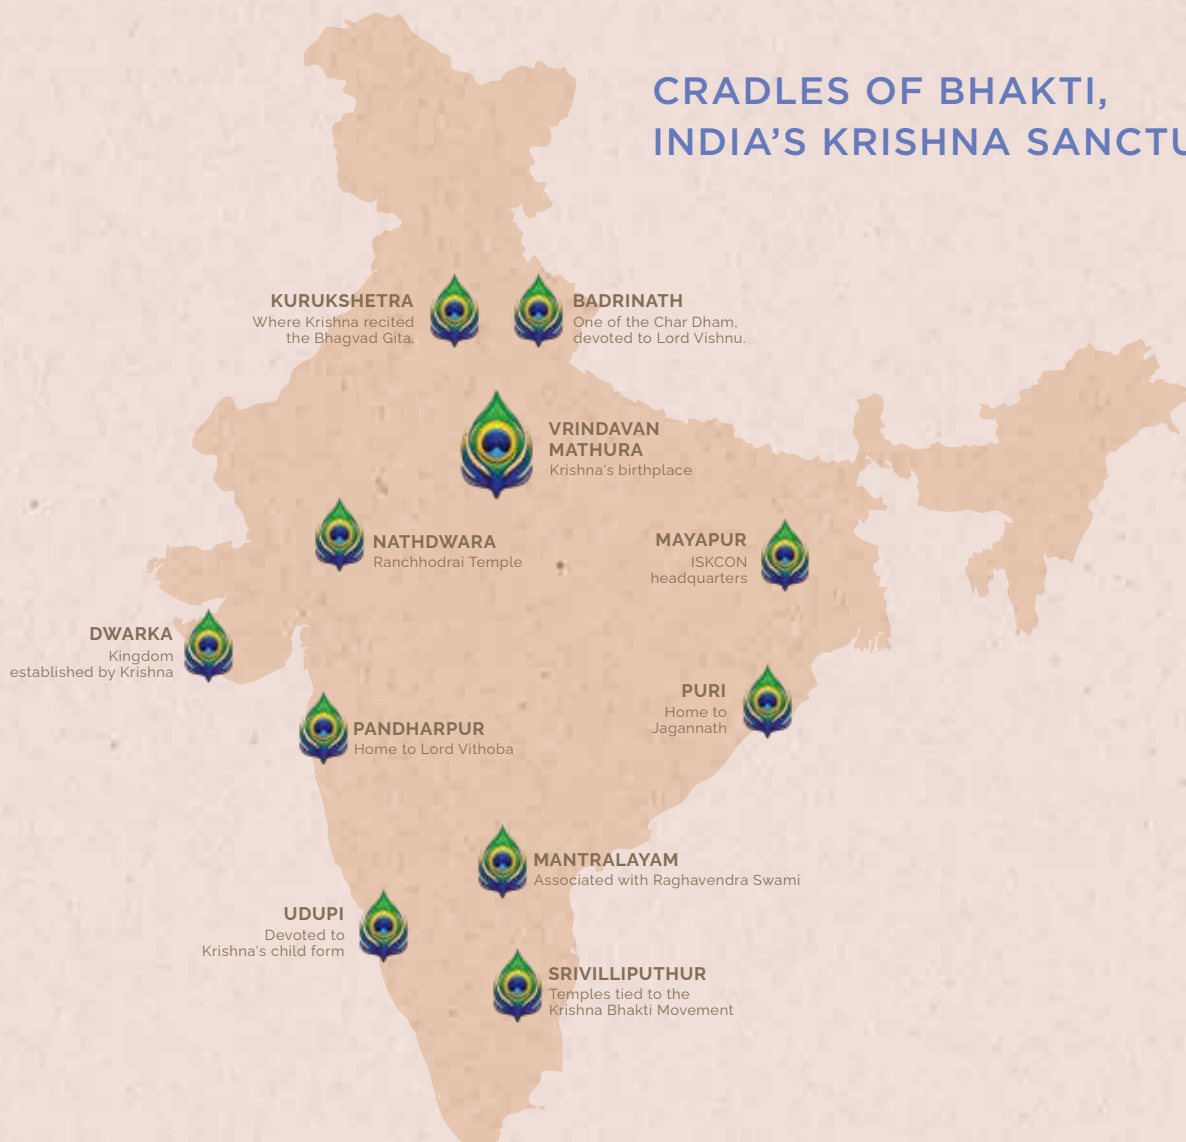 CRADLES OF BHAKTI,
INDIA'S KRISHNA SANCTU
KURUKSHETRA
Where Krishna recited
the Bhagvad Gita.
BADRINATH
One of the Char Dham,
devoted to Lord Vishnu.
VRINDAVAN
MATHURA
Krishna's birthplace
NATHDWARA
Ranchhodrai Temple
MAYAPUR
ISKCON
headquarters
DWARKA
Kingdom
established by Krishna
PURI
Home to
Jagannath
PANDHARPUR
Home to Lord Vithoba
MANTRALAYAM
Associated with Raghavendra Swami
UDUPI
Devoted to
Krishna's child form
SRIVILLIPUTHUR
Temples tied to the
Krishna Bhakti Movement